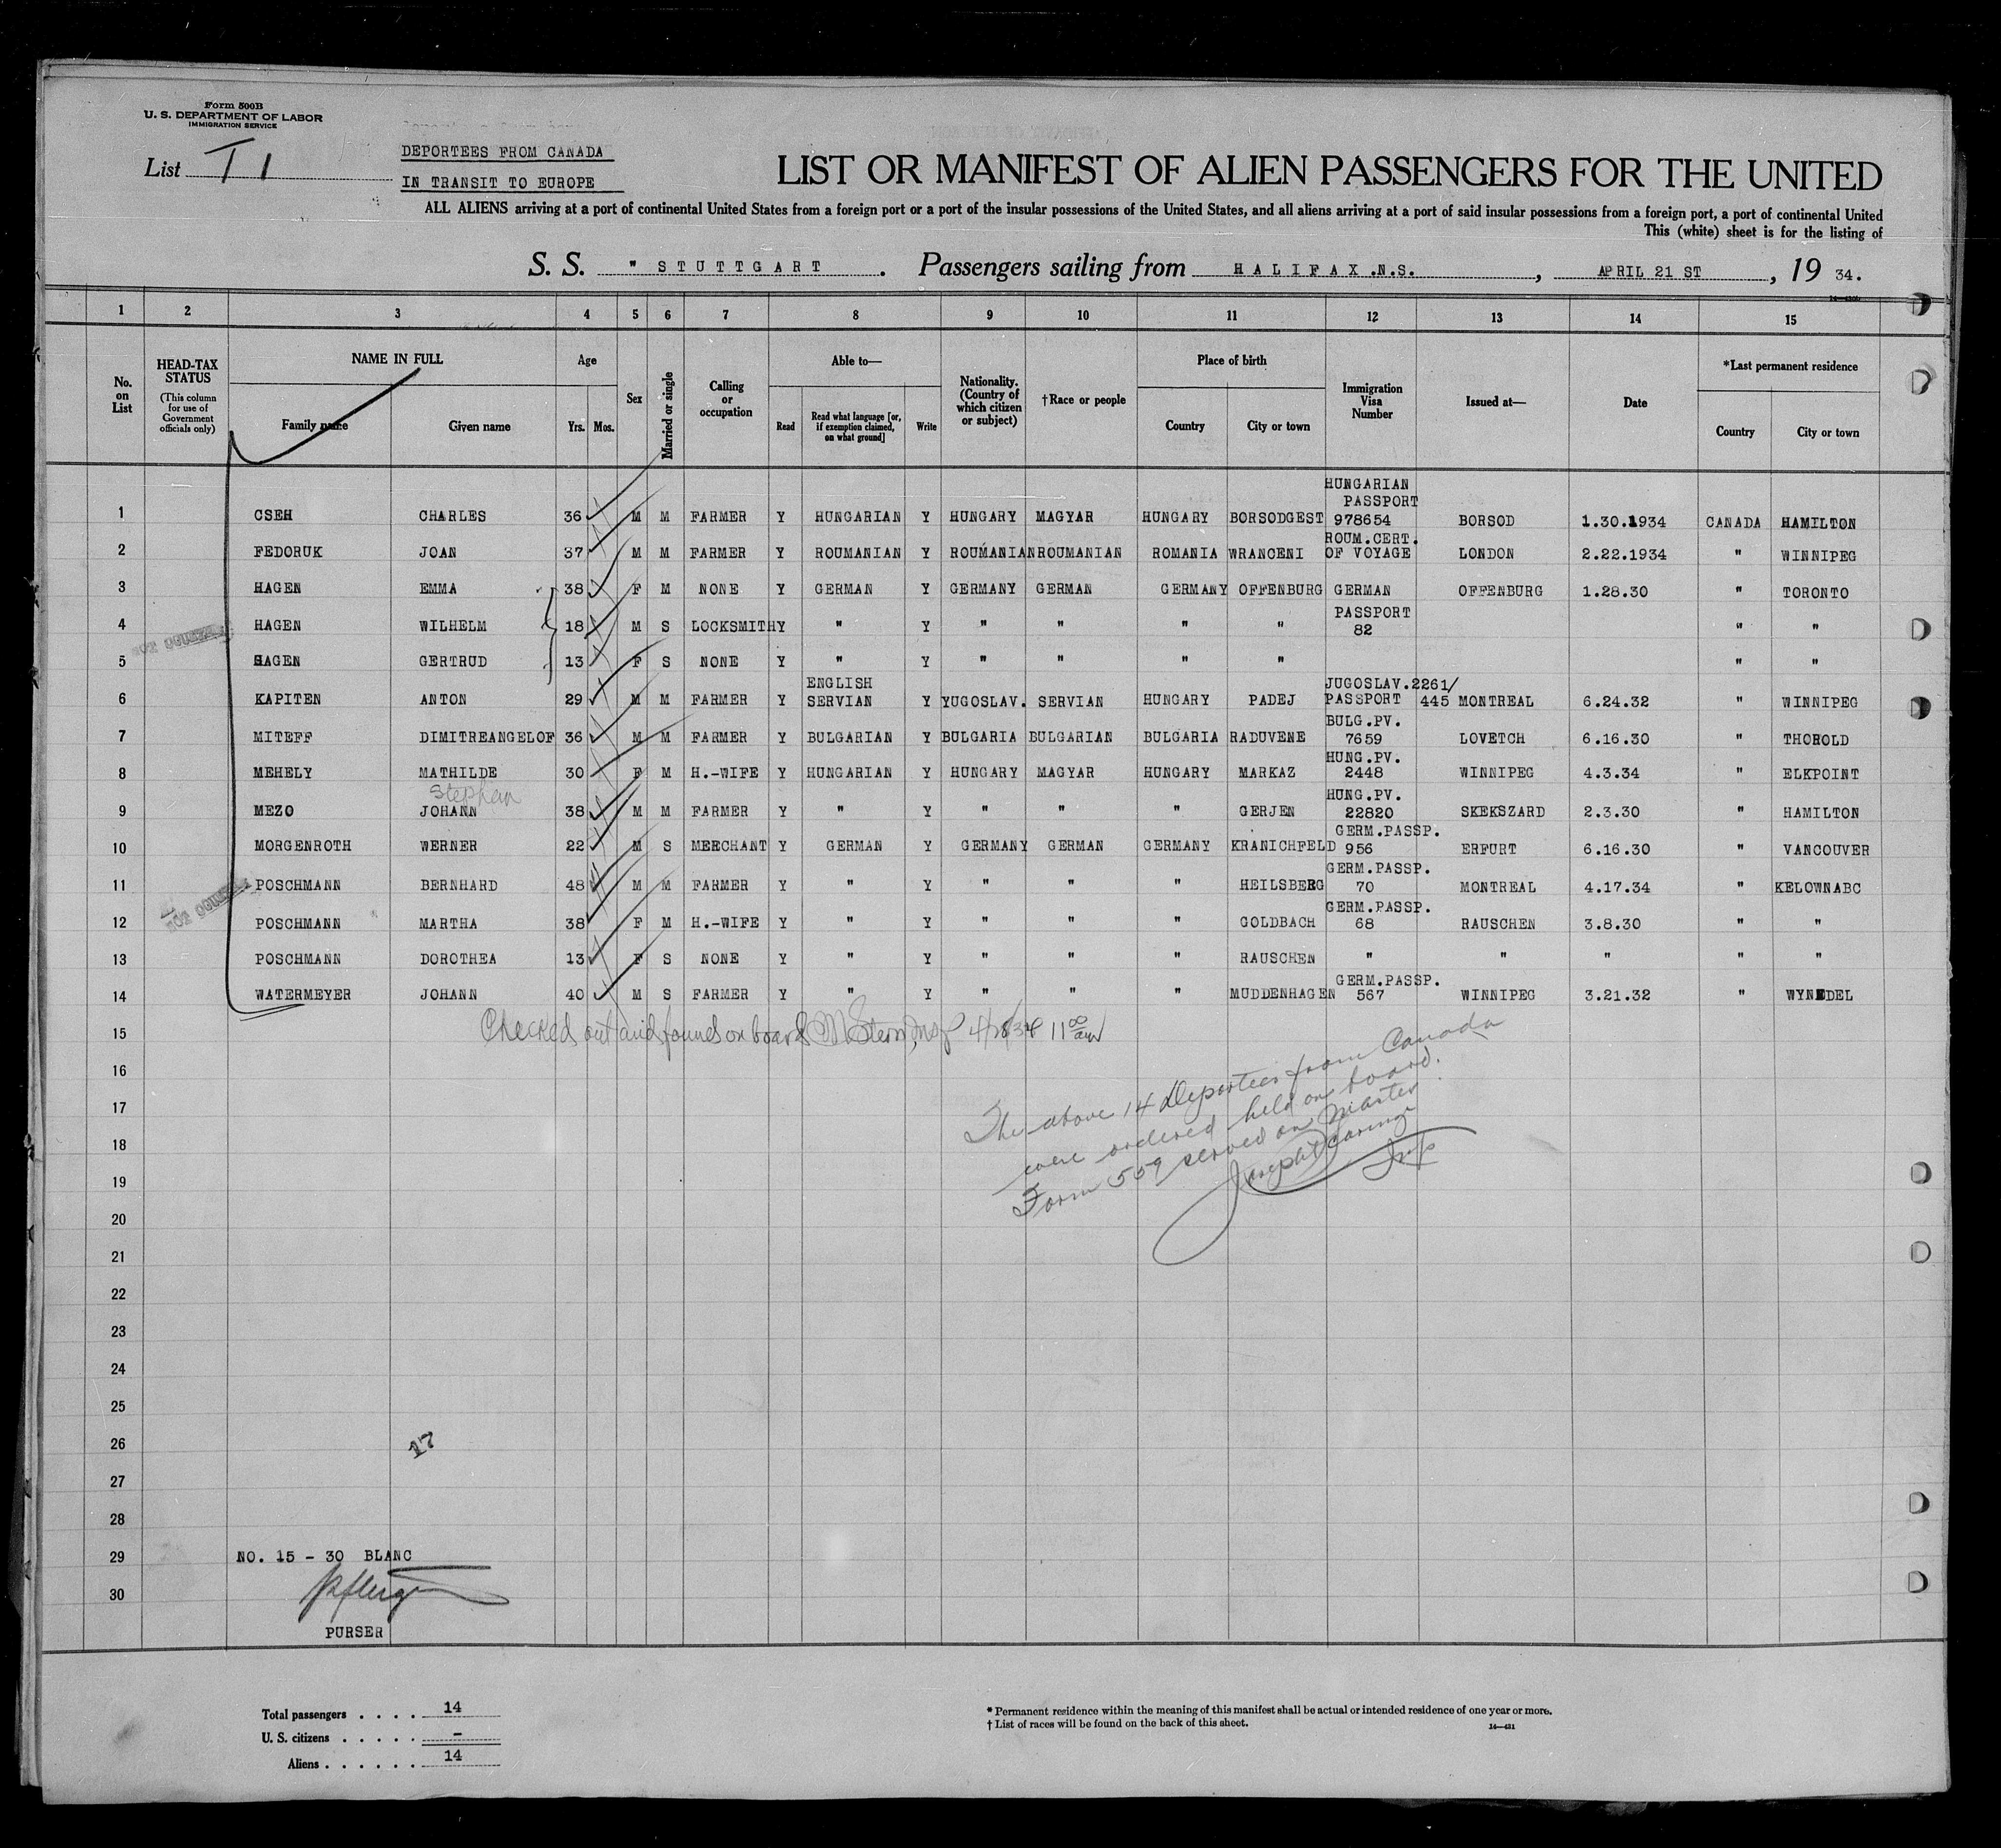 Form 500B
U. S. DEPARTMENT OF LABOR
IMMIGRATION SERVICE
List T 1
DEPORTEES FROM CANADA
IN TRANSIT TO EUROPE
LIST OR MANIFEST OF ALIEN PASSENGERS FOR THE UNITED
ALL ALIENS arriving at a port of continental United States from a foreign port or a port of the insular possessions of the United States, and all aliens arriving at a port of said insular possessions from a foreign port, a port of continental United
This (white) sheet is for the listing of
S. S. " STUTTGART . Passengers sailing from HALIFAX.N.S. , APRIL 21 ST , 19 34.
1 2 3 4 5 6 7 8 9 10 11 12 13 14 15
No. on List
HEAD-TAX STATUS
(This column for use of Government officials only)
NAME IN FULL
Family name
Given name
Age
Yrs. Mos.
Sex
Married or single
Calling or occupation
Able to—
Read
Read what language [or, if exemption claimed, on what ground]
Write
Nationality. (Country of which citizen or subject)
†Race or people
Place of birth
Country
City or town
Immigration Visa Number
Issued at—
Date
*Last permanent residence
Country
City or town
HUNGARIAN
PASSPORT
1 CSEH CHARLES 36 M M FARMER Y HUNGARIAN Y HUNGARY MAGYAR HUNGARY BORSODGEST 978654 BORSOD 1.30.1934 CANADA HAMILTON
ROUM.CERT.
2 FEDORUK JOAN 37 M M FARMER Y ROUMANIAN Y ROUMANIAN ROUMANIAN ROMANIA WRANCENI OF VOYAGE LONDON 2.22.1934 " WINNIPEG
3 HAGEN EMMA 38 F M NONE Y GERMAN Y GERMANY GERMAN GERMANY OFFENBURG GERMAN OFFENBURG 1.28.30 " TORONTO
PASSPORT
4 HAGEN WILHELM 18 M S LOCKSMITH Y " Y " " " " 82 " "
5 HAGEN GERTRUD 13 F S NONE Y " Y " " " " " "
ENGLISH JUGOSLAV.2261/
6 KAPITEN ANTON 29 M M FARMER Y SERVIAN Y YUGOSLAV. SERVIAN HUNGARY PADEJ PASSPORT 445 MONTREAL 6.24.32 " WINNIPEG
BULG.PV.
7 MITEFF DIMITREANGELOF 36 M M FARMER Y BULGARIAN Y BULGARIA BULGARIAN BULGARIA RADUVENE 7659 LOVETCH 6.16.30 " THOROLD
HUNG.PV.
8 MEHELY MATHILDE 30 F M H.-WIFE Y HUNGARIAN Y HUNGARY MAGYAR HUNGARY MARKAZ 2448 WINNIPEG 4.3.34 " ELKPOINT
Stephan HUNG.PV.
9 MEZO JOHANN 38 M M FARMER Y " Y " " " GERJEN 22820 SKEKSZARD 2.3.30 " HAMILTON
GERM.PASSP.
10 MORGENROTH WERNER 22 M S MERCHANT Y GERMAN Y GERMANY GERMAN GERMANY KRANICHFELD 956 ERFURT 6.16.30 " VANCOUVER
GERM.PASSP.
11 POSCHMANN BERNHARD 48 M M FARMER Y " Y " " " HEILSBERG 70 MONTREAL 4.17.34 " KELOWNABC
GERM.PASSP.
12 POSCHMANN MARTHA 38 F M H.-WIFE Y " Y " " " GOLDBACH 68 RAUSCHEN 3.8.30 " "
13 POSCHMANN DOROTHEA 13 F S NONE Y " Y " " " RAUSCHEN " " " " "
GERM.PASSP.
14 WATERMEYER JOHANN 40 M S FARMER Y " Y " " " MUDDENHAGEN 567 WINNIPEG 3.21.32 " WYNNDEL
15
Checked out and found on board M Stern, Insp 11 00 am
16
17
18
19
20
21
22
23
24
25
26
27
28
29
30
The above 14 Deportees from Canada
were ordered held on board.
Form 559 served on Master
Insp
17
NO. 15 - 30 BLANC
PURSER
Total passengers . . . . 14
U. S. citizens . . . . . –
Aliens . . . . . . 14
* Permanent residence within the meaning of this manifest shall be actual or intended residence of one year or more.
† List of races will be found on the back of this sheet.
14—431